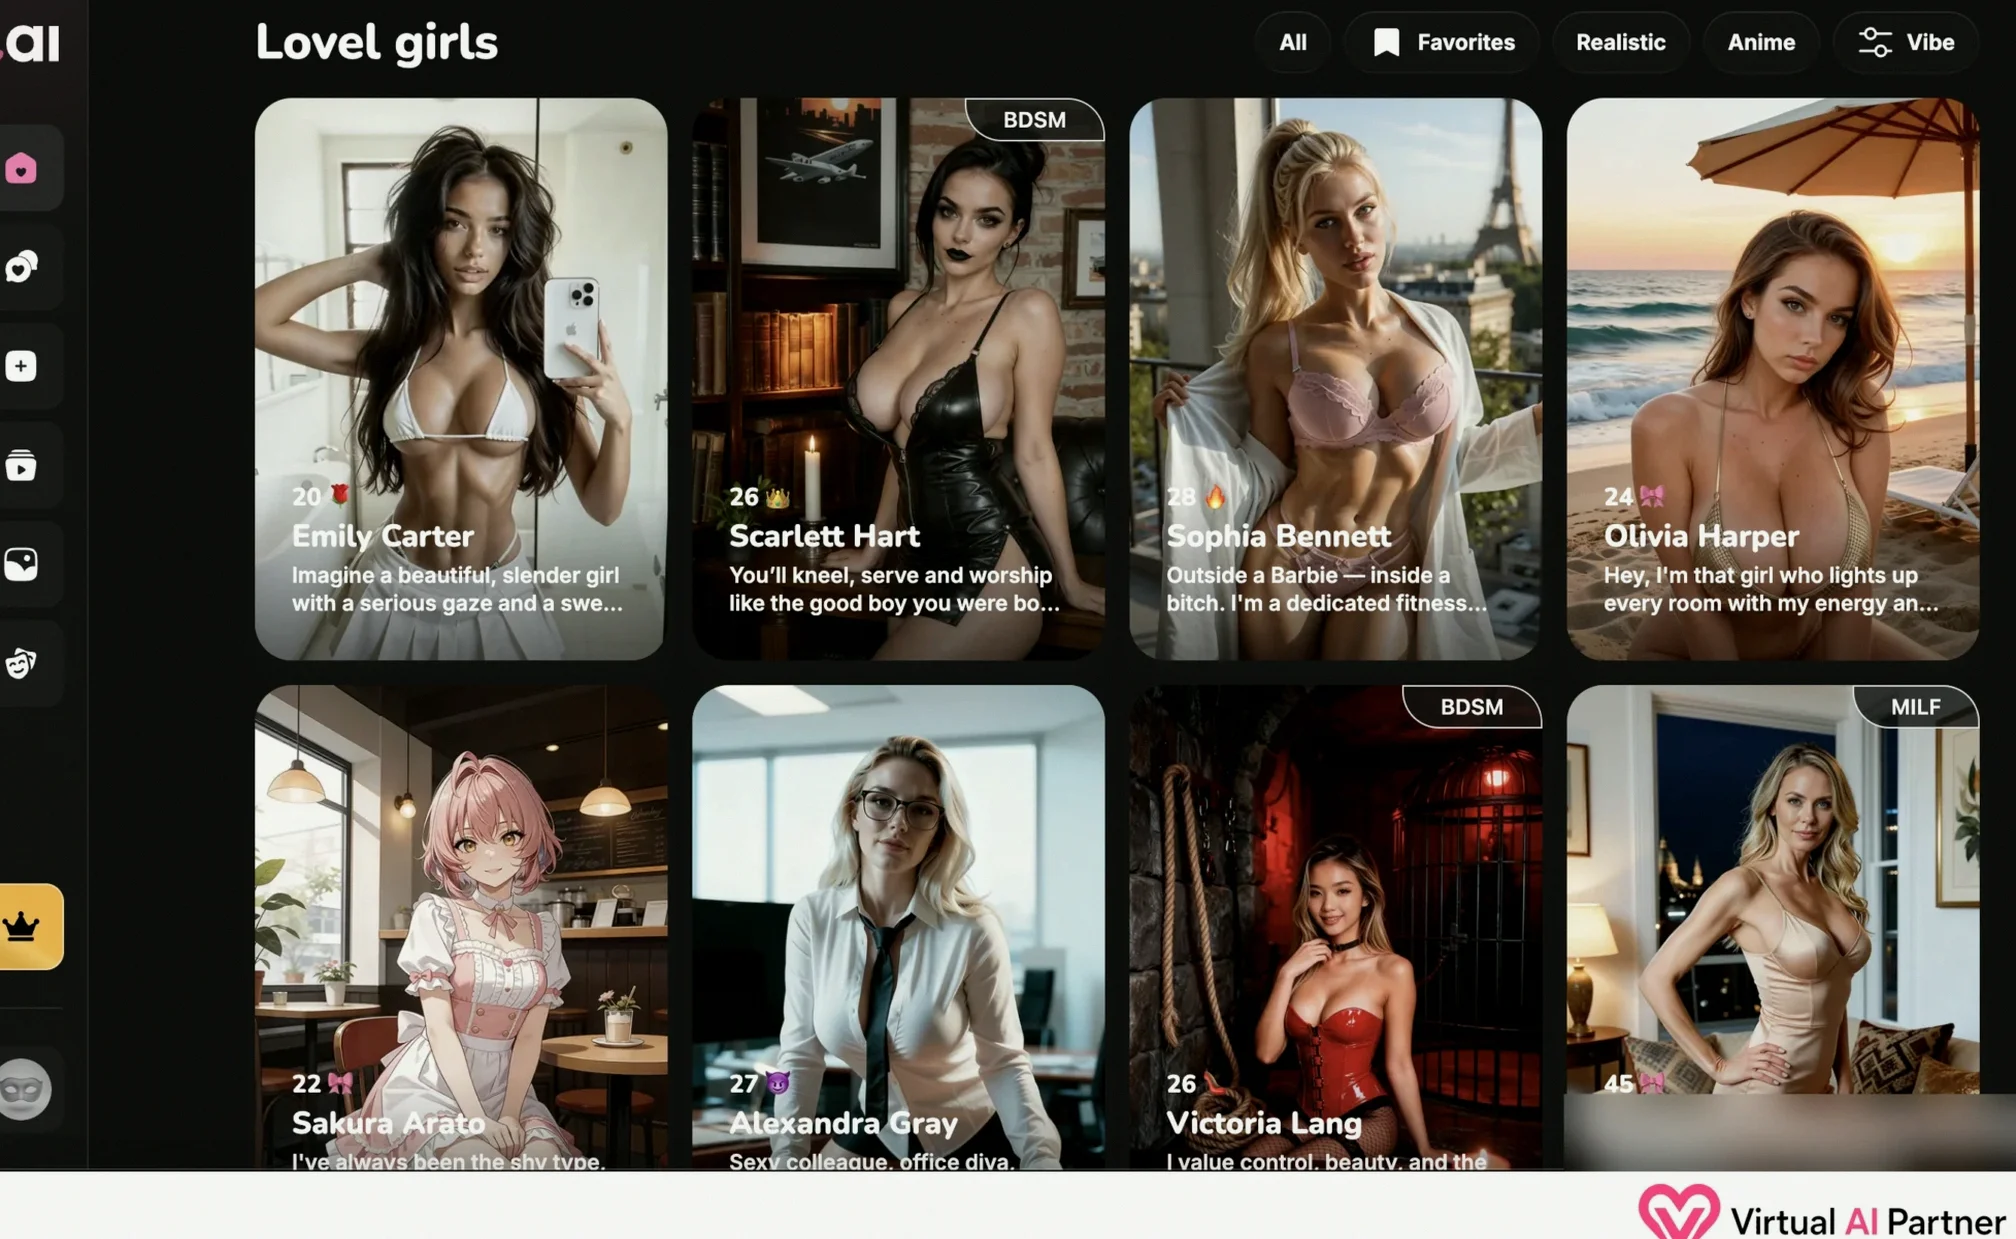 .aı
Lovel girls
All
Favorites
Realistic
Anime
Vibe
20
Emily Carter
Imagine a beautiful, slender girl
with a serious gaze and a swe...
BDSM
26
Scarlett Hart
You'll kneel, serve and worship
like the good boy you were bo...
28
Sophia Bennett
Outside a Barbie — inside a
bitch. I'm a dedicated fitness...
24
Olivia Harper
Hey, I'm that girl who lights up
every room with my energy an...
22
Sakura Arato
I've always been the shy type,
27
Alexandra Gray
Sexy colleague, office diva,
BDSM
26
Victoria Lang
I value control, beauty, and the
MILF
45
Virtual AI Partner